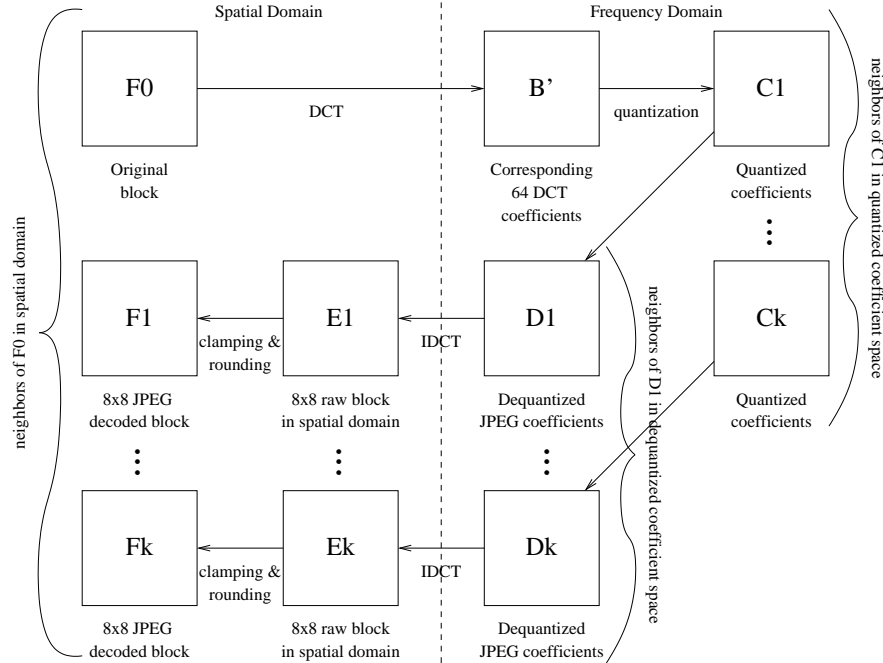 Spatial Domain
Frequency Domain
F0
B'
C1
DCT
quantization
Original
block
Corresponding
64 DCT
coefficients
Quantized
coefficients
F1
E1
D1
Ck
clamping &
rounding
IDCT
8x8 JPEG
decoded block
8x8 raw block
in spatial domain
Dequantized
JPEG coefficients
Quantized
coefficients
Fk
Ek
Dk
clamping &
rounding
IDCT
8x8 JPEG
decoded block
8x8 raw block
in spatial domain
Dequantized
JPEG coefficients
neighbors of F0 in spatial domain
neighbors of D1 in dequantized coefficient space
neighbors of C1 in quantized coefficient space